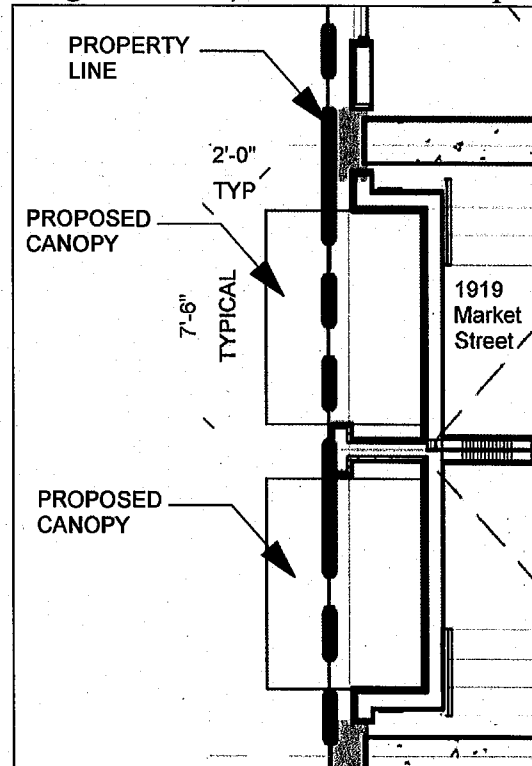 PROPERTY
LINE
2'-0"
TYP
PROPOSED
CANOPY
7'-6"
TYPICAL
1919
Market
Street
PROPOSED
CANOPY